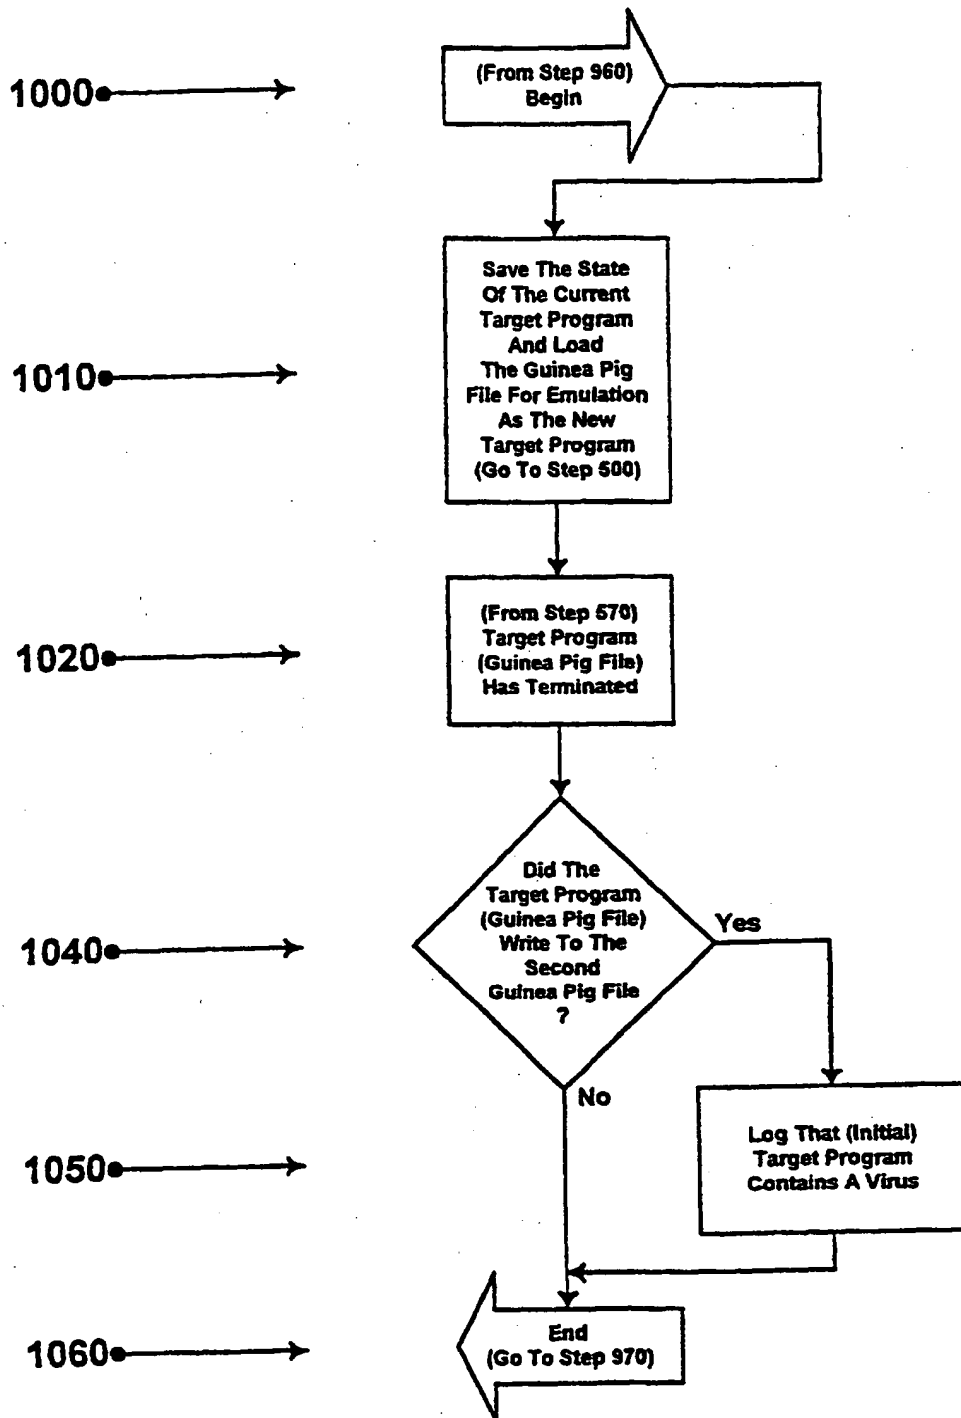 1000
(From Step 960)
Begin
1010
Save The State
Of The Current
Target Program
And Load
The Guinea Pig
File For Emulation
As The New
Target Program
(Go To Step 500)
1020
(From Step 570)
Target Program
(Guinea Pig File)
Has Terminated
1040
Did The
Target Program
(Guinea Pig File)
Write To The
Second
Guinea Pig File
?
Yes
No
1050
Log That (Initial)
Target Program
Contains A Virus
1060
End
(Go To Step 970)